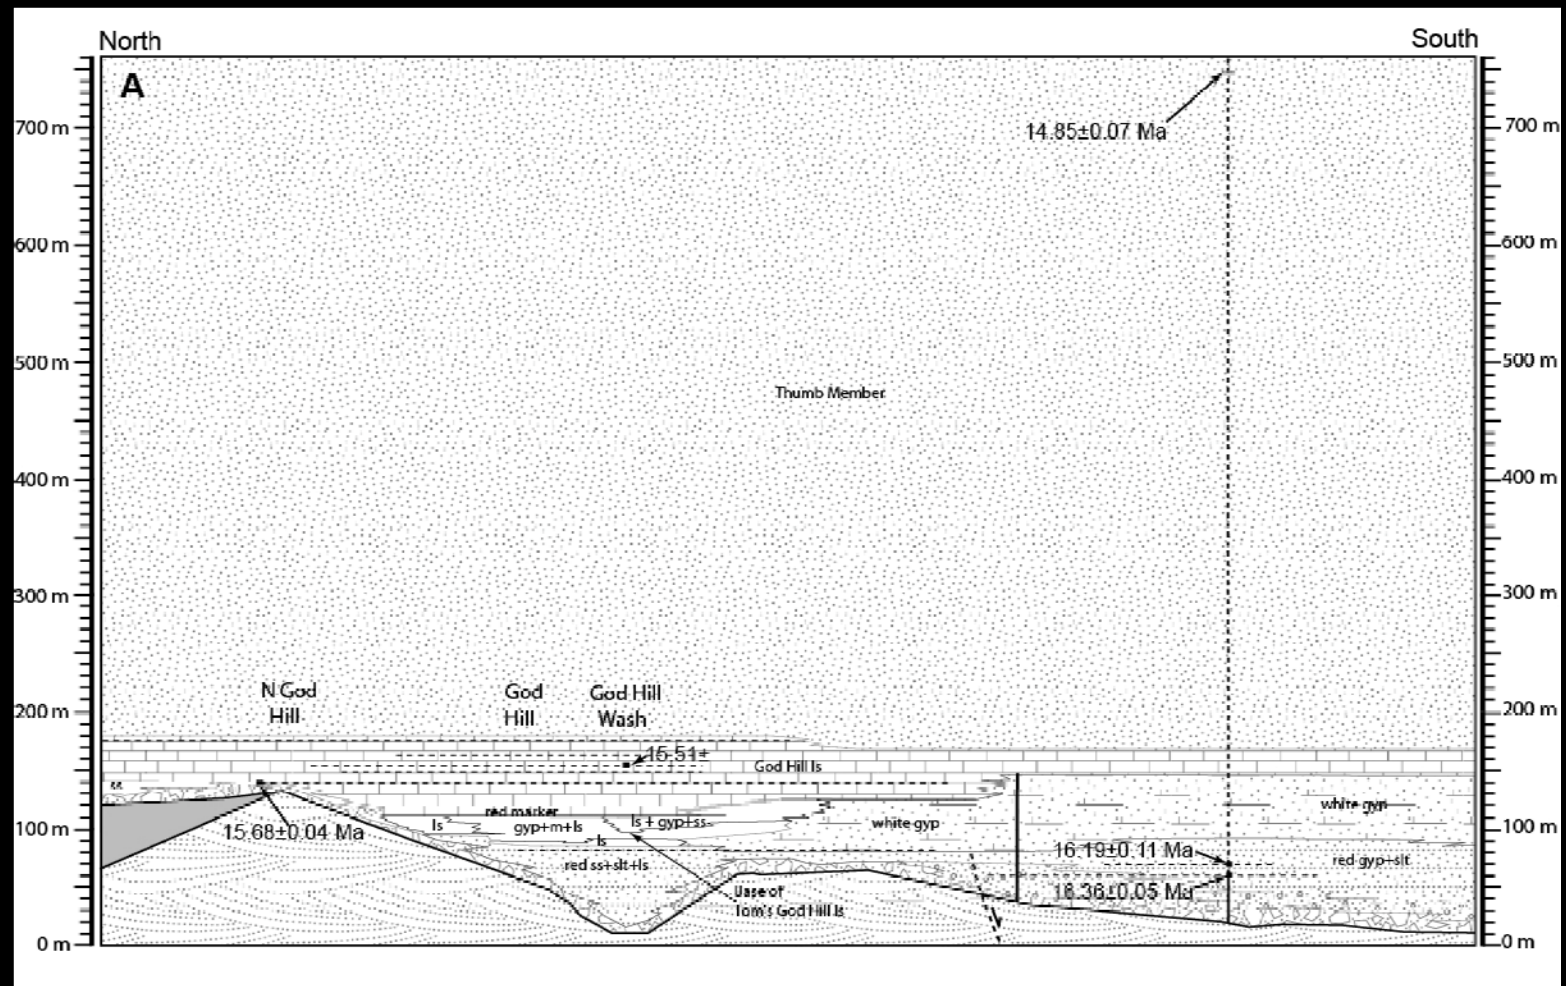 North
South
A
700 m
700 m
14.85±0.07 Ma
600 m
600 m
500 m
500 m
Thumb Member
400 m
400 m
300 m
300 m
N God
Hill
God
Hill
God Hill
Wash
200 m
200 m
15.51±
God Hill ls
ss
red marker
ls
gyp+m+ls
ls + gyp+ss
white gyp
white gyp
100 m
100 m
15.68±0.04 Ma
ls
red ss+slt+ls
16.19±0.11 Ma
red gyp+slt
16.36±0.05 Ma
Base of
Tom's God Hill ls
0 m
0 m